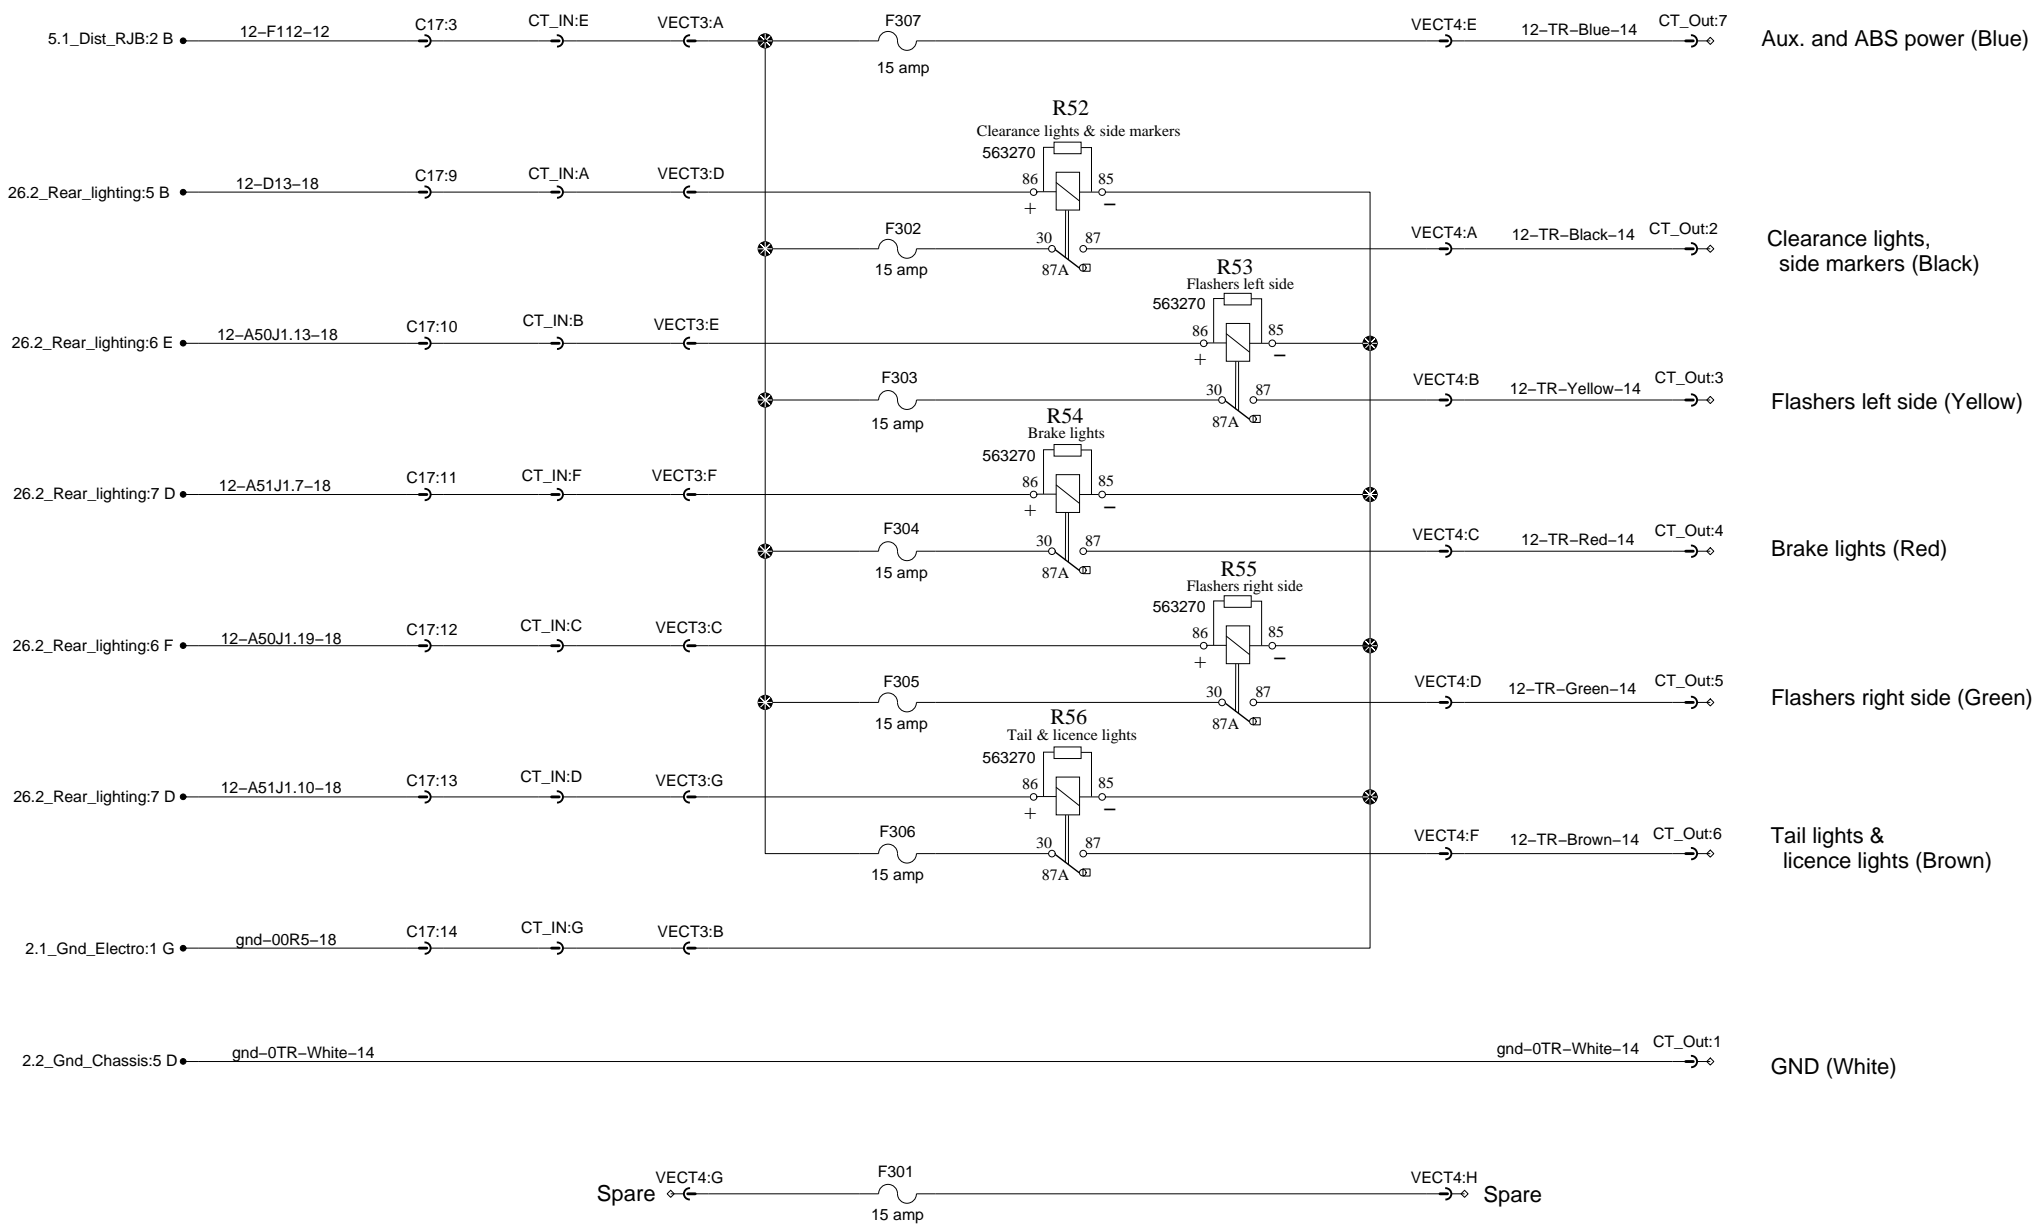 5.1_Dist_RJB:2 B 12-F112-12 C17:3 CT_IN:E VECT3:A F307 VECT4:E 12-TR-Blue-14 CT_Out:7 Aux. and ABS power (Blue)
15 amp
R52
Clearance lights & side markers
563270
26.2_Rear_lighting:5 B 12-D13-18 C17:9 CT_IN:A VECT3:D 86 85
+ −
F302 30 87 VECT4:A 12-TR-Black-14 CT_Out:2 Clearance lights,
side markers (Black)
15 amp 87A
R53
Flashers left side
563270
26.2_Rear_lighting:6 E 12-A50J1.13-18 C17:10 CT_IN:B VECT3:E 86 85
+ −
F303 30 87 VECT4:B 12-TR-Yellow-14 CT_Out:3 Flashers left side (Yellow)
15 amp 87A
R54
Brake lights
563270
26.2_Rear_lighting:7 D 12-A51J1.7-18 C17:11 CT_IN:F VECT3:F 86 85
+ −
F304 30 87 VECT4:C 12-TR-Red-14 CT_Out:4 Brake lights (Red)
15 amp 87A
R55
Flashers right side
563270
26.2_Rear_lighting:6 F 12-A50J1.19-18 C17:12 CT_IN:C VECT3:C 86 85
+ −
F305 30 87 VECT4:D 12-TR-Green-14 CT_Out:5 Flashers right side (Green)
15 amp 87A
R56
Tail & licence lights
563270
26.2_Rear_lighting:7 D 12-A51J1.10-18 C17:13 CT_IN:D VECT3:G 86 85
+ −
F306 30 87 VECT4:F 12-TR-Brown-14 CT_Out:6 Tail lights &
licence lights (Brown)
15 amp 87A
2.1_Gnd_Electro:1 G gnd-00R5-18 C17:14 CT_IN:G VECT3:B
2.2_Gnd_Chassis:5 D gnd-0TR-White-14 gnd-0TR-White-14 CT_Out:1 GND (White)
Spare VECT4:G F301 VECT4:H Spare
15 amp